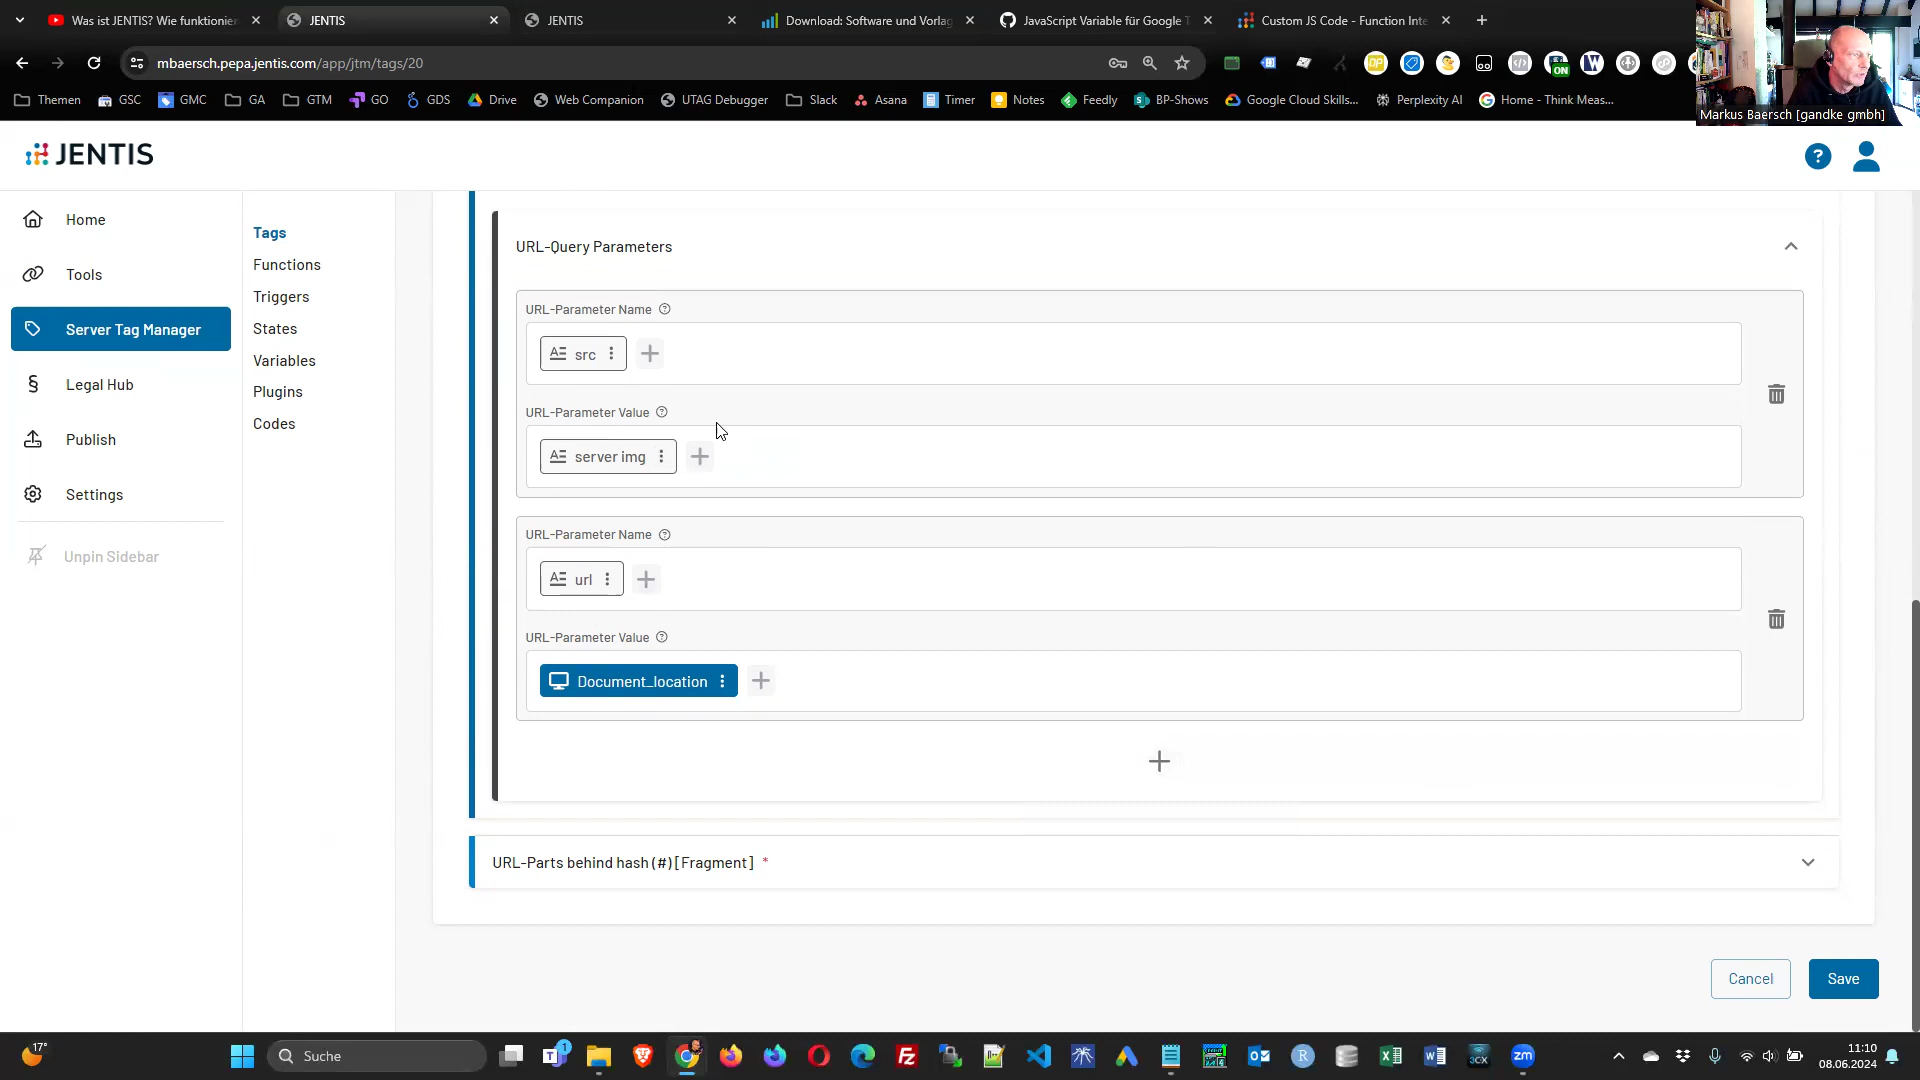 Was ist JENTIS? Wie funktionier
JENTIS
JENTIS
Download: Software und Vorlag
JavaScript Variable für Google T
Custom JS Code - Function Inte
mbaersch.pepa.jentis.com/app/jtm/tags/20
ON
Themen
GSC
GMC
GA
GTM
GO
GDS
Drive
Web Companion
UTAG Debugger
Slack
Asana
Timer
Notes
Feedly
BP-Shows
Google Cloud Skills...
Perplexity AI
Home - Think Meas...
Markus Baersch [gandke gmbh]
JENTIS
Home
Tools
Server Tag Manager
Legal Hub
Publish
Settings
Unpin Sidebar
Tags
Functions
Triggers
States
Variables
Plugins
Codes
URL-Query Parameters
URL-Parameter Name
src
URL-Parameter Value
server img
URL-Parameter Name
url
URL-Parameter Value
Document_location
URL-Parts behind hash (#) [Fragment] *
Cancel
Save
17°
Suche
1
zm
11:10
08.06.2024